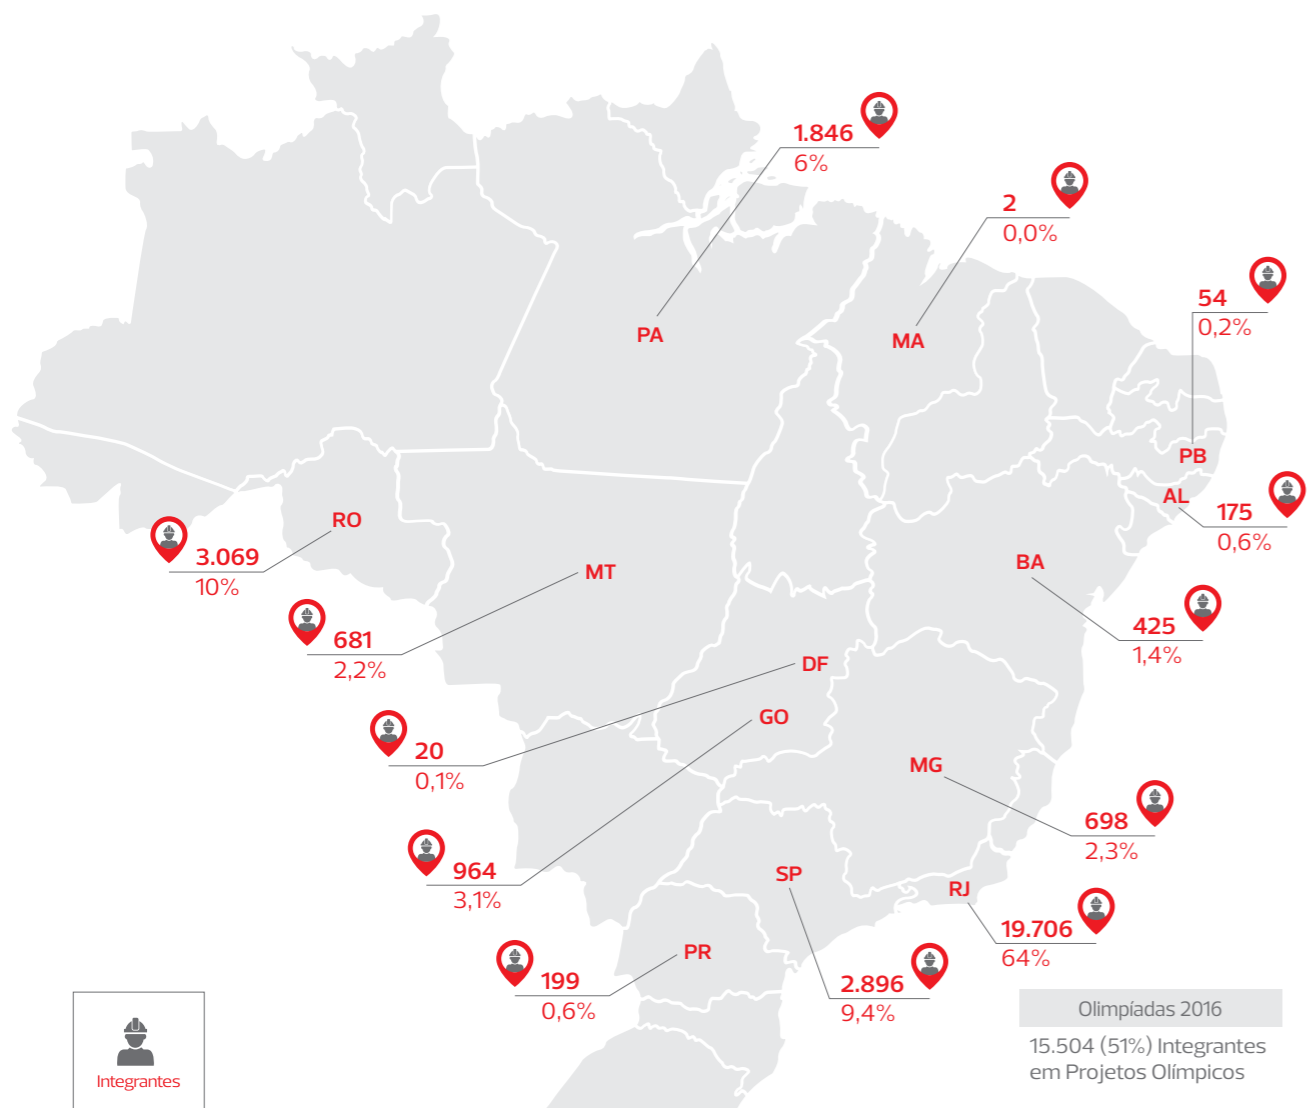 1.846
6%
2
0,0%
54
0,2%
PA
MA
PB
AL
175
0,6%
RO
3.069
10%
MT
BA
425
1,4%
681
2,2%
DF
GO
20
0,1%
MG
698
2,3%
964
3,1%
SP
RJ
19.706
64%
PR
199
0,6%
2.896
9,4%
Olimpíadas 2016
15.504 (51%) Integrantes
em Projetos Olímpicos
Integrantes